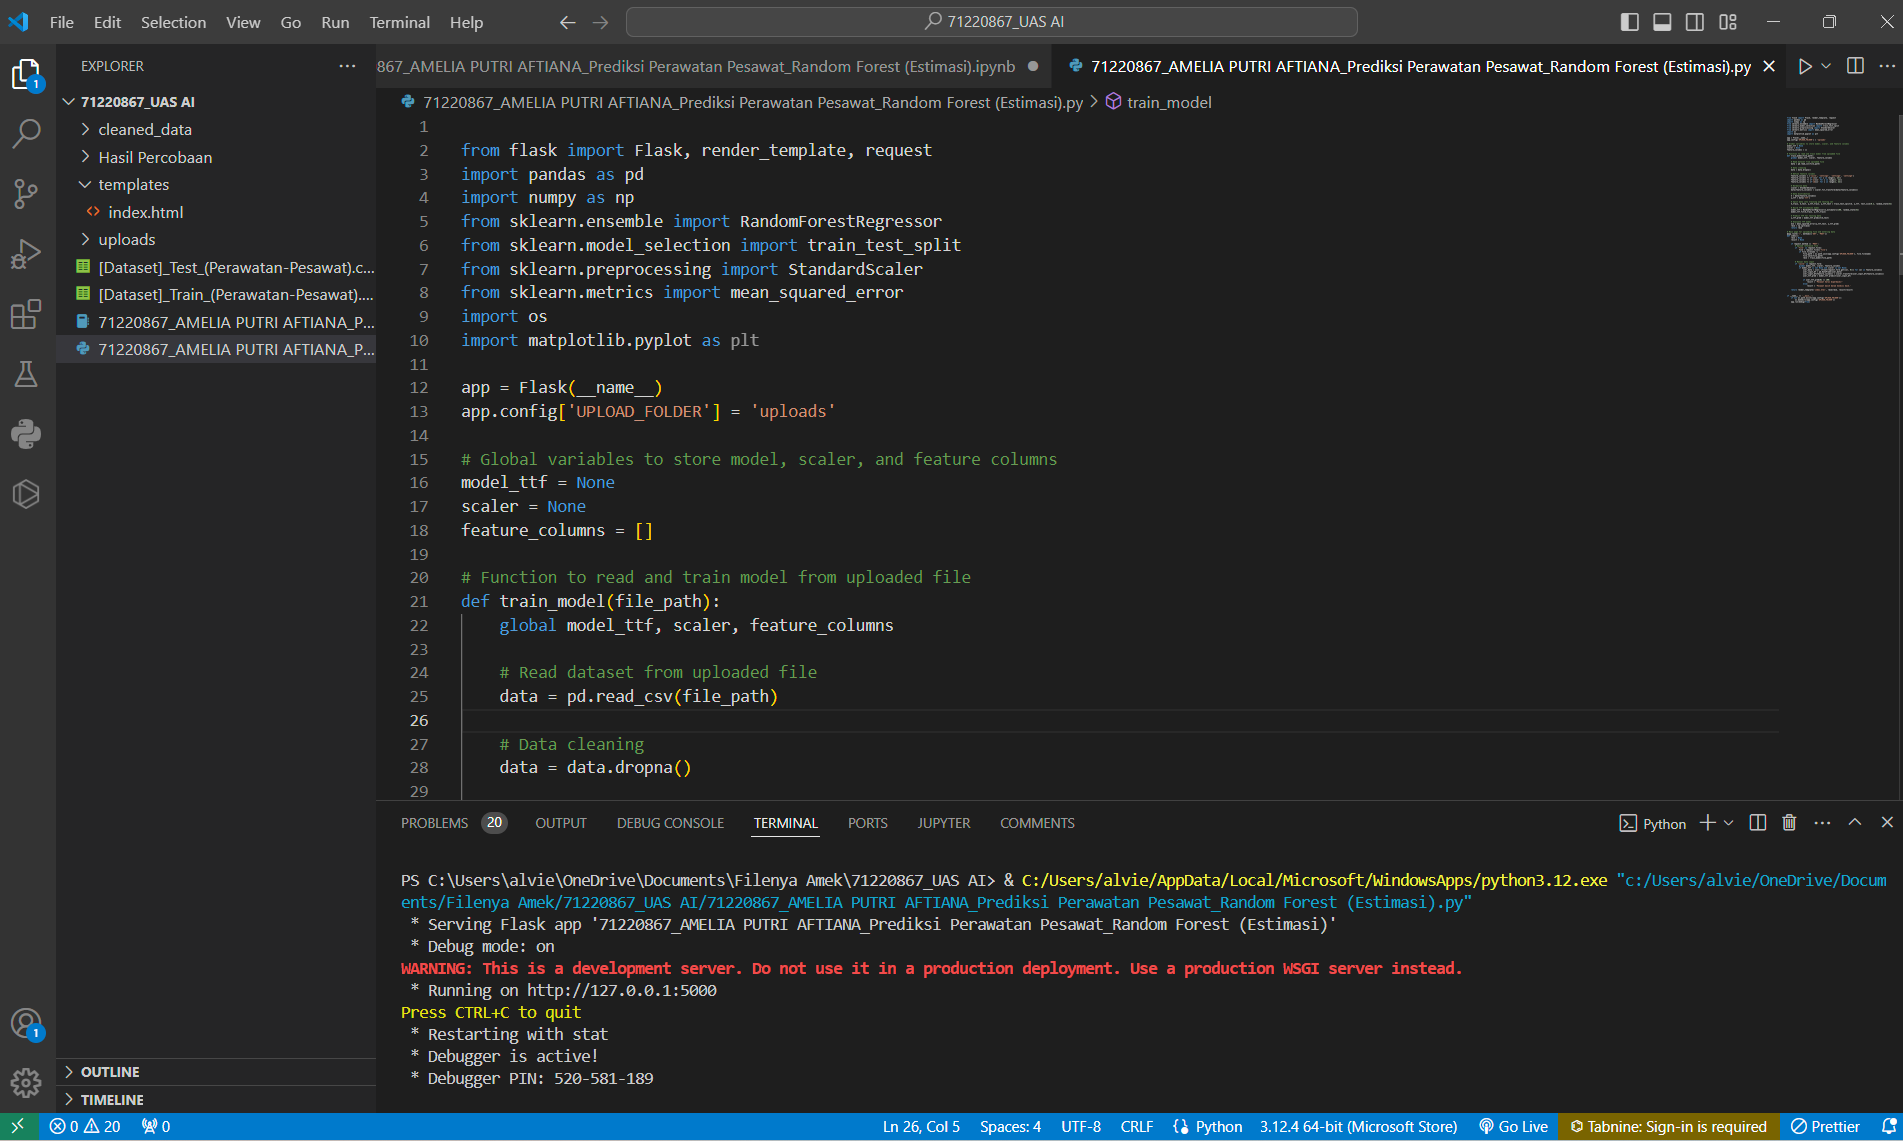 File Edit Selection View Go Run Terminal Help
71220867_UAS AI
EXPLORER
867_AMELIA PUTRI AFTIANA_Prediksi Perawatan Pesawat_Random Forest (Estimasi).ipynb
71220867_AMELIA PUTRI AFTIANA_Prediksi Perawatan Pesawat_Random Forest (Estimasi).py
71220867_UAS AI
cleaned_data
Hasil Percobaan
templates
index.html
uploads
[Dataset]_Test_(Perawatan-Pesawat).c...
[Dataset]_Train_(Perawatan-Pesawat)....
71220867_AMELIA PUTRI AFTIANA_P...
71220867_AMELIA PUTRI AFTIANA_P...
1
1
OUTLINE
TIMELINE
71220867_AMELIA PUTRI AFTIANA_Prediksi Perawatan Pesawat_Random Forest (Estimasi).py > train_model
1
2 from flask import Flask, render_template, request
3 import pandas as pd
4 import numpy as np
5 from sklearn.ensemble import RandomForestRegressor
6 from sklearn.model_selection import train_test_split
7 from sklearn.preprocessing import StandardScaler
8 from sklearn.metrics import mean_squared_error
9 import os
10 import matplotlib.pyplot as plt
11
12 app = Flask(__name__)
13 app.config['UPLOAD_FOLDER'] = 'uploads'
14
15 # Global variables to store model, scaler, and feature columns
16 model_ttf = None
17 scaler = None
18 feature_columns = []
19
20 # Function to read and train model from uploaded file
21 def train_model(file_path):
22 global model_ttf, scaler, feature_columns
23
24 # Read dataset from uploaded file
25 data = pd.read_csv(file_path)
26
27 # Data cleaning
28 data = data.dropna()
29
PROBLEMS 20 OUTPUT DEBUG CONSOLE TERMINAL PORTS JUPYTER COMMENTS
Python
PS C:\Users\alvie\OneDrive\Documents\Filenya Amek\71220867_UAS AI> & C:/Users/alvie/AppData/Local/Microsoft/WindowsApps/python3.12.exe "c:/Users/alvie/OneDrive/Docum
ents/Filenya Amek/71220867_UAS AI/71220867_AMELIA PUTRI AFTIANA_Prediksi Perawatan Pesawat_Random Forest (Estimasi).py"
* Serving Flask app '71220867_AMELIA PUTRI AFTIANA_Prediksi Perawatan Pesawat_Random Forest (Estimasi)'
* Debug mode: on
WARNING: This is a development server. Do not use it in a production deployment. Use a production WSGI server instead.
* Running on http://127.0.0.1:5000
Press CTRL+C to quit
* Restarting with stat
* Debugger is active!
* Debugger PIN: 520-581-189
0 20 0
Ln 26, Col 5 Spaces: 4 UTF-8 CRLF Python 3.12.4 64-bit (Microsoft Store) Go Live Tabnine: Sign-in is required Prettier